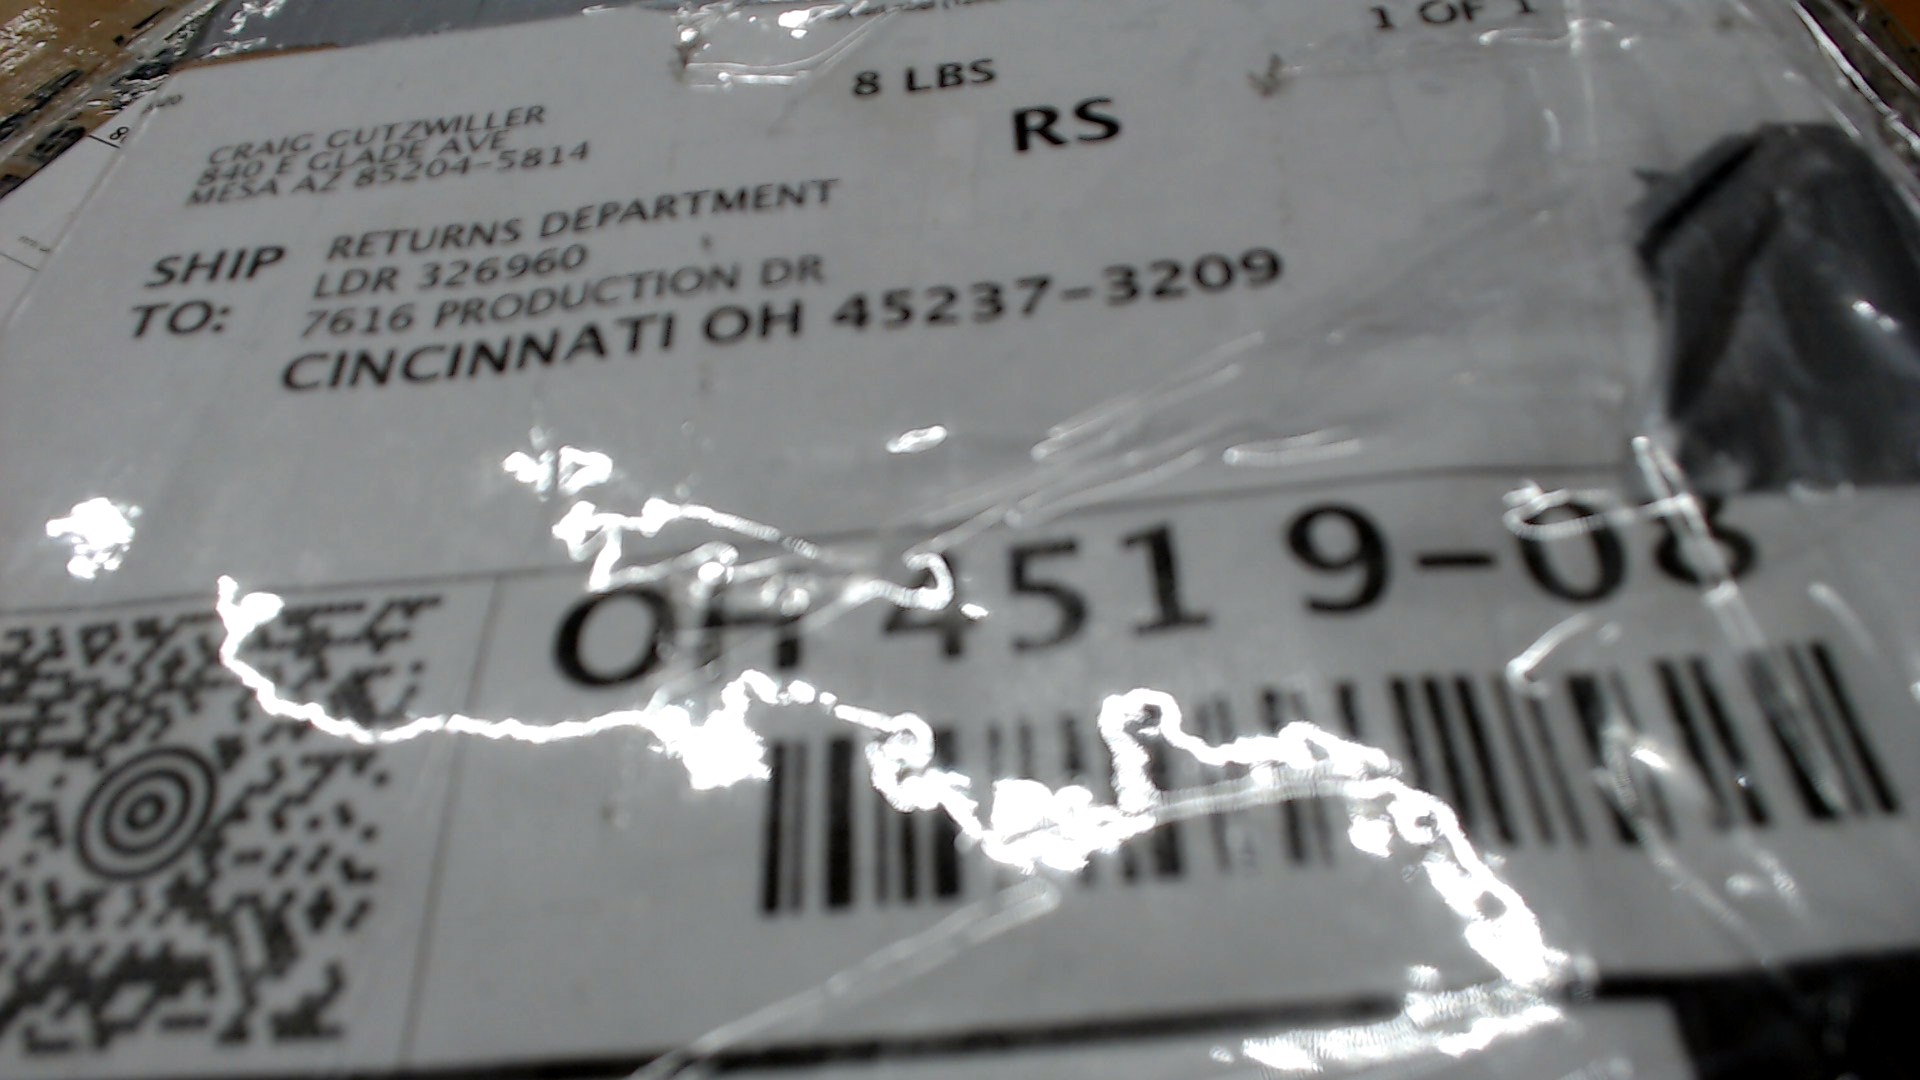 8 LBS
1 OF 1
RS
CRAIG GUTZWILLER
840 E GLADE AVE
MESA AZ 85204-5814
SHIP TO:
RETURNS DEPARTMENT
LDR 326960
7616 PRODUCTION DR
CINCINNATI OH 45237-3209
OH 451 9-08